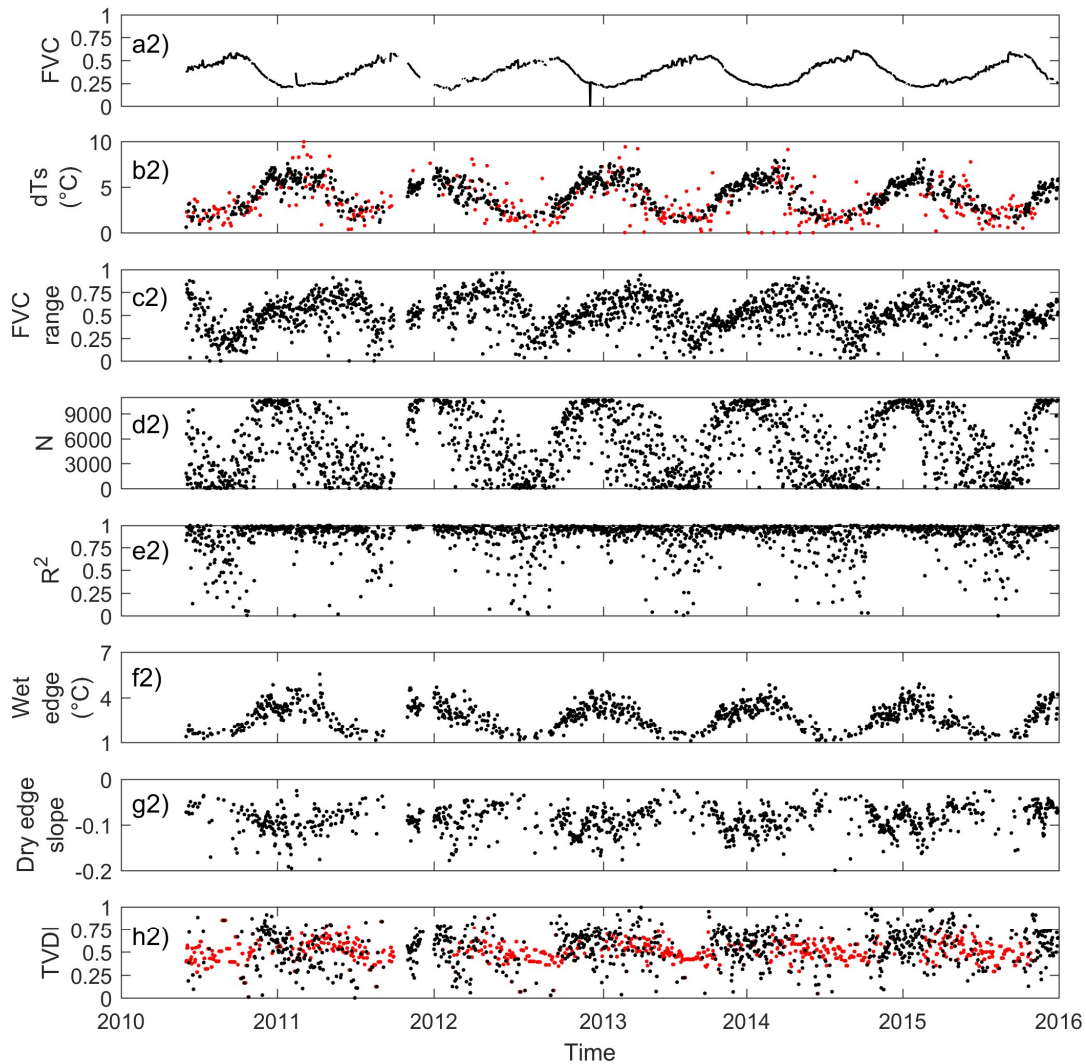 1
0.75
0.5
0.25
0
FVC
a2)
10
5
0
dTs
(°C)
b2)
1
0.75
0.5
0.25
0
FVC
range
c2)
9000
6000
3000
0
N
d2)
1
0.75
0.5
0.25
0
R2
e2)
7
4
1
Wet
edge
(°C)
f2)
0
-0.1
-0.2
Dry edge
slope
g2)
1
0.75
0.5
0.25
0
TVDI
h2)
2010 2011 2012 2013 2014 2015 2016
Time